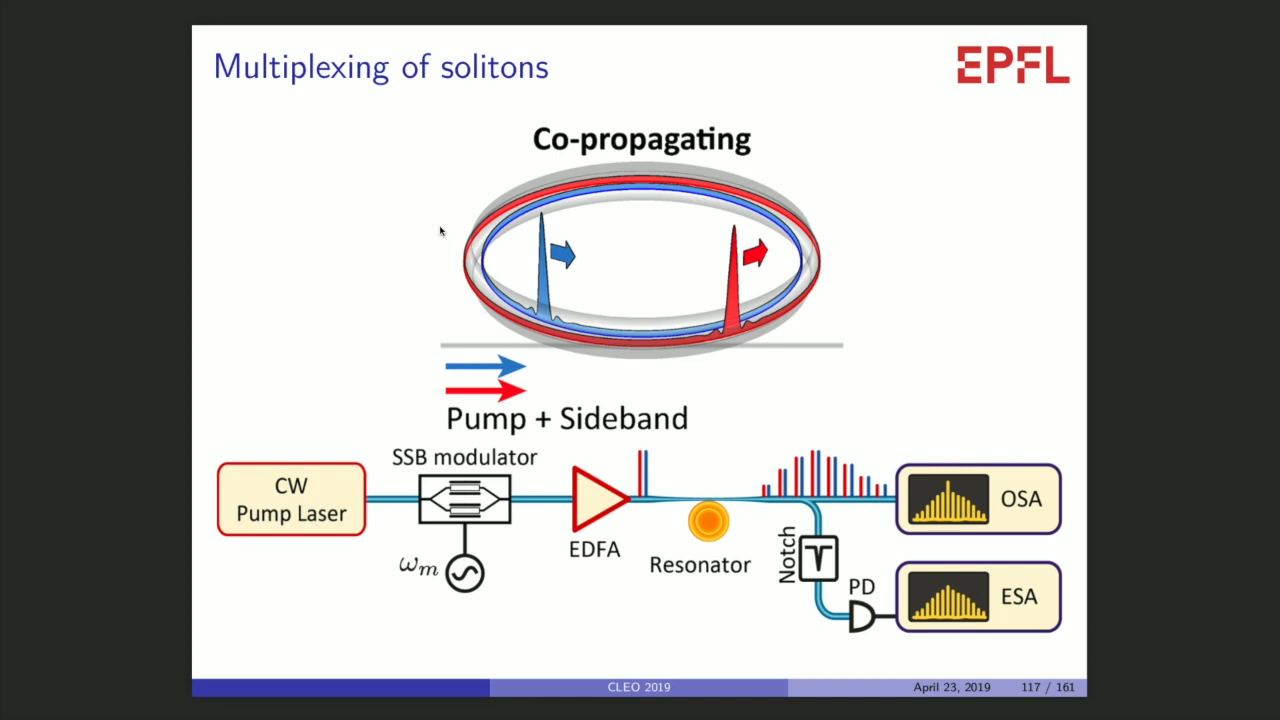 Multiplexing of solitons
EPFL
Co-propagating
Pump + Sideband
SSB modulator
CW
Pump Laser
ωm
EDFA
Resonator
Notch
PD
OSA
ESA
CLEO 2019
April 23, 2019
117 / 161